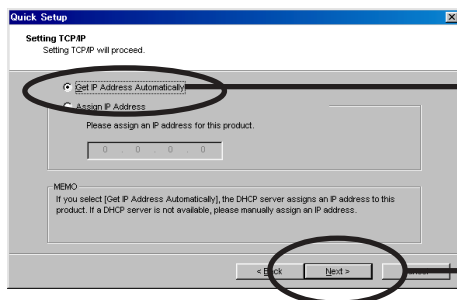 Quick Setup
Setting TCP/IP
Setting TCP/IP will proceed.
Get IP Address Automatically
Assign IP Address
Please assign an IP address for this product.
0 . 0 . 0 . 0
MEMO
If you select [Get IP Address Automatically], the DHCP server assigns an IP address to this
product. If a DHCP server is not available, please manually assign an IP address.
< Back Next >